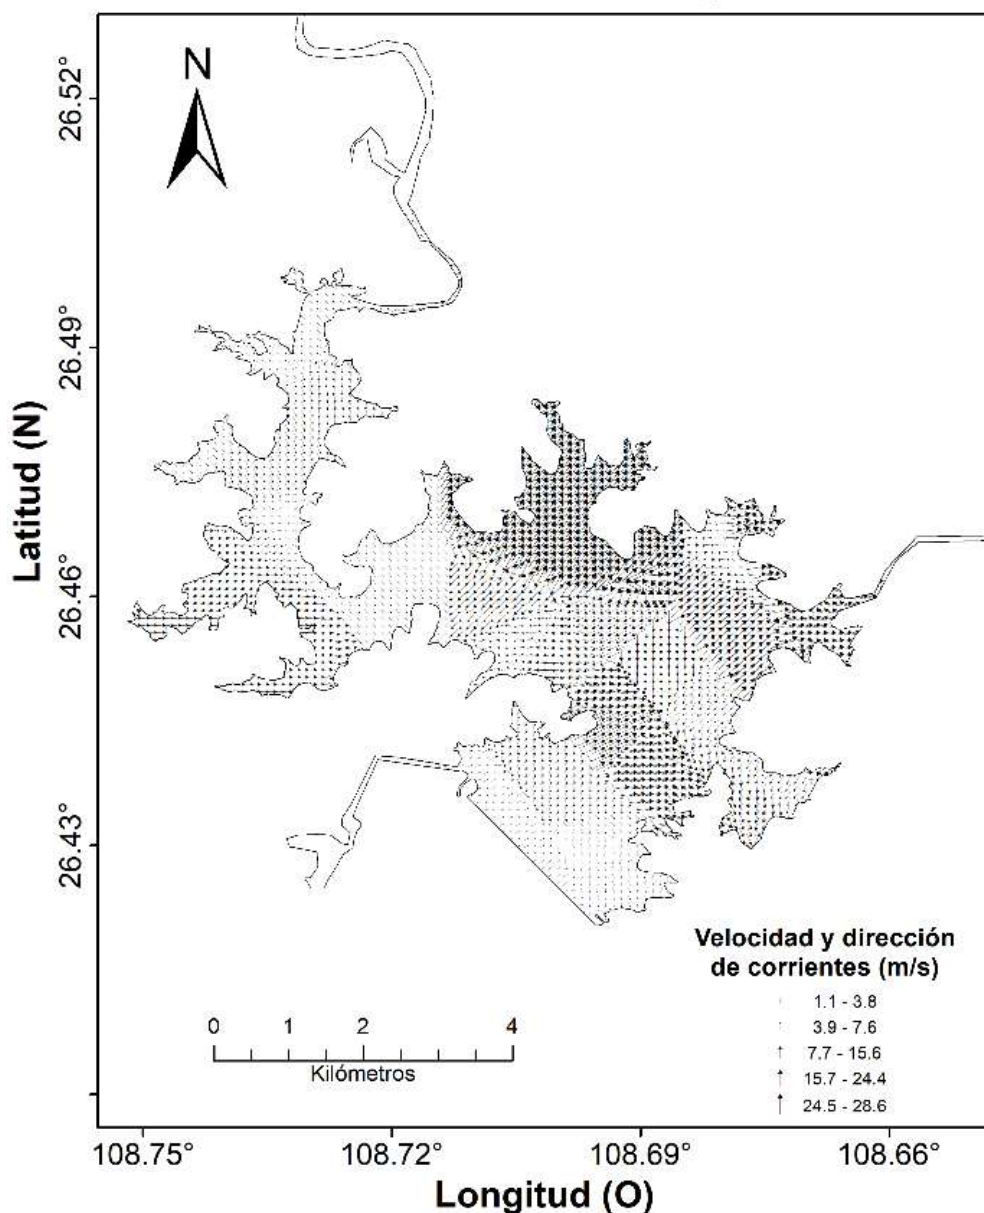 N
26.52°
26.49°
26.46°
26.43°
Latitud (N)
Velocidad y dirección
de corrientes (m/s)
1.1 - 3.8
3.9 - 7.6
7.7 - 15.6
15.7 - 24.4
24.5 - 28.6
0 1 2 4
Kilómetros
108.75° 108.72° 108.69° 108.66°
Longitud (O)